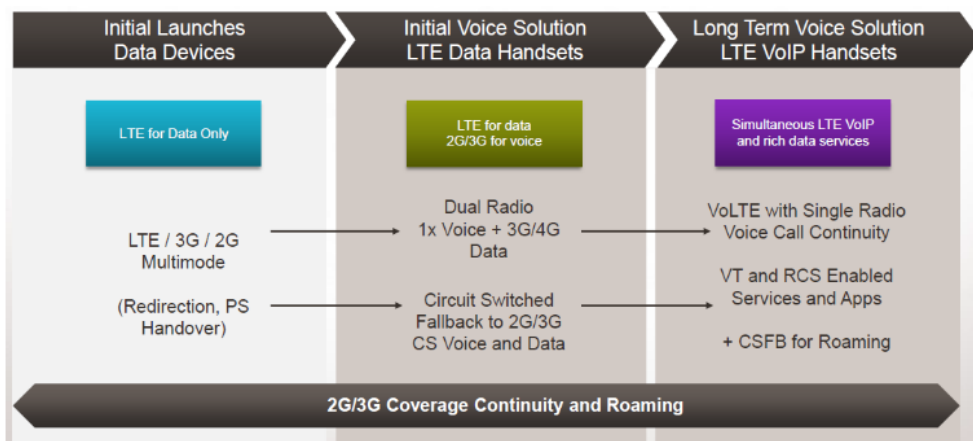 Initial Launches
Data Devices
Initial Voice Solution
LTE Data Handsets
Long Term Voice Solution
LTE VoIP Handsets
LTE for Data Only
LTE for data
2G/3G for voice
Simultaneous LTE VoIP
and rich data services
LTE / 3G / 2G
Multimode
(Redirection, PS
Handover)
Dual Radio
1x Voice + 3G/4G
Data
Circuit Switched
Fallback to 2G/3G
CS Voice and Data
VoLTE with Single Radio
Voice Call Continuity
VT and RCS Enabled
Services and Apps
+ CSFB for Roaming
2G/3G Coverage Continuity and Roaming